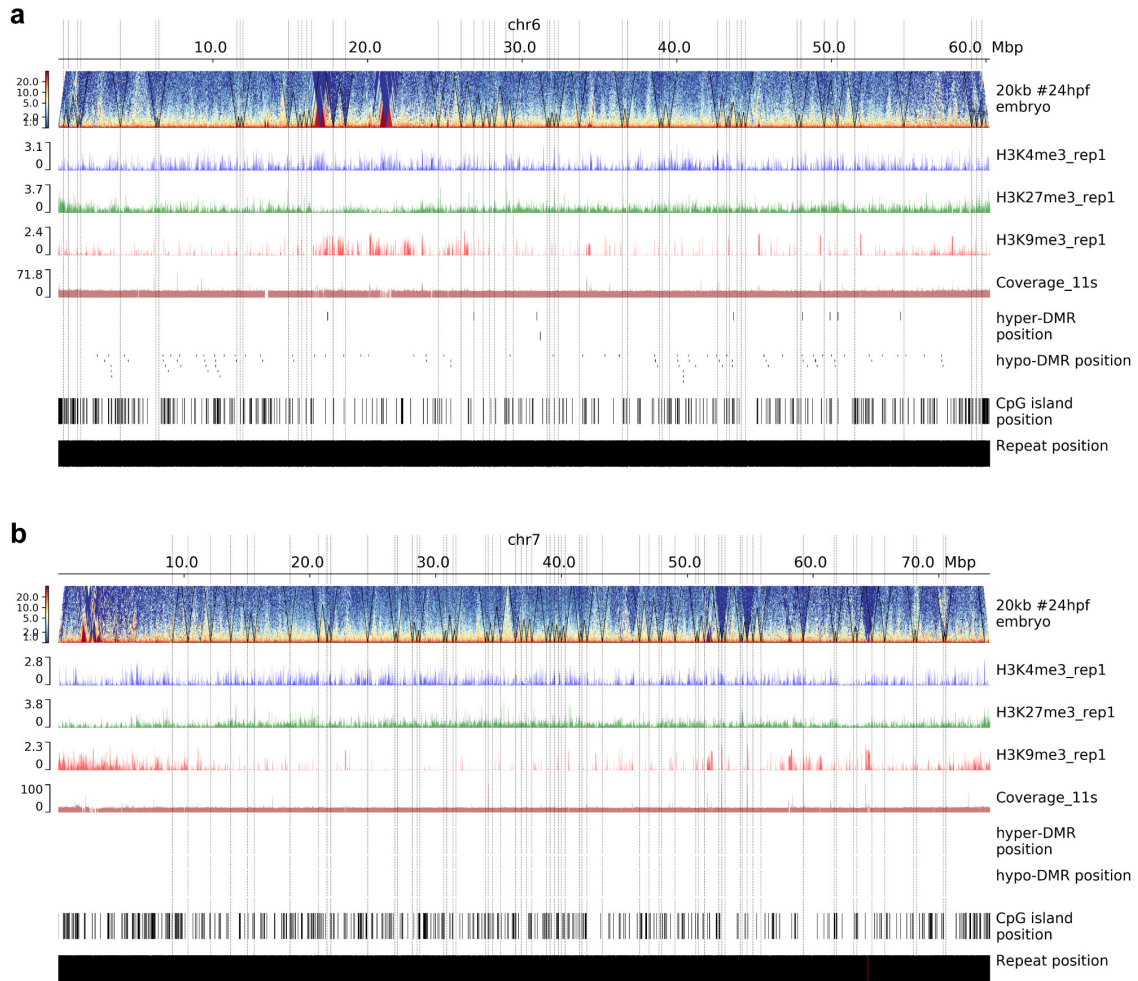 a
chr6
10.0 20.0 30.0 40.0 50.0 60.0 Mbp
20.0
10.0
5.0
2.0
1.0
20kb #24hpf
embryo
3.1
0
H3K4me3_rep1
3.7
0
H3K27me3_rep1
2.4
0
H3K9me3_rep1
71.8
0
Coverage_11s
hyper-DMR
position
hypo-DMR position
CpG island
position
Repeat position
b
chr7
10.0 20.0 30.0 40.0 50.0 60.0 70.0 Mbp
20.0
10.0
5.0
2.0
1.0
20kb #24hpf
embryo
2.8
0
H3K4me3_rep1
3.8
0
H3K27me3_rep1
2.3
0
H3K9me3_rep1
100
0
Coverage_11s
hyper-DMR
position
hypo-DMR position
CpG island
position
Repeat position